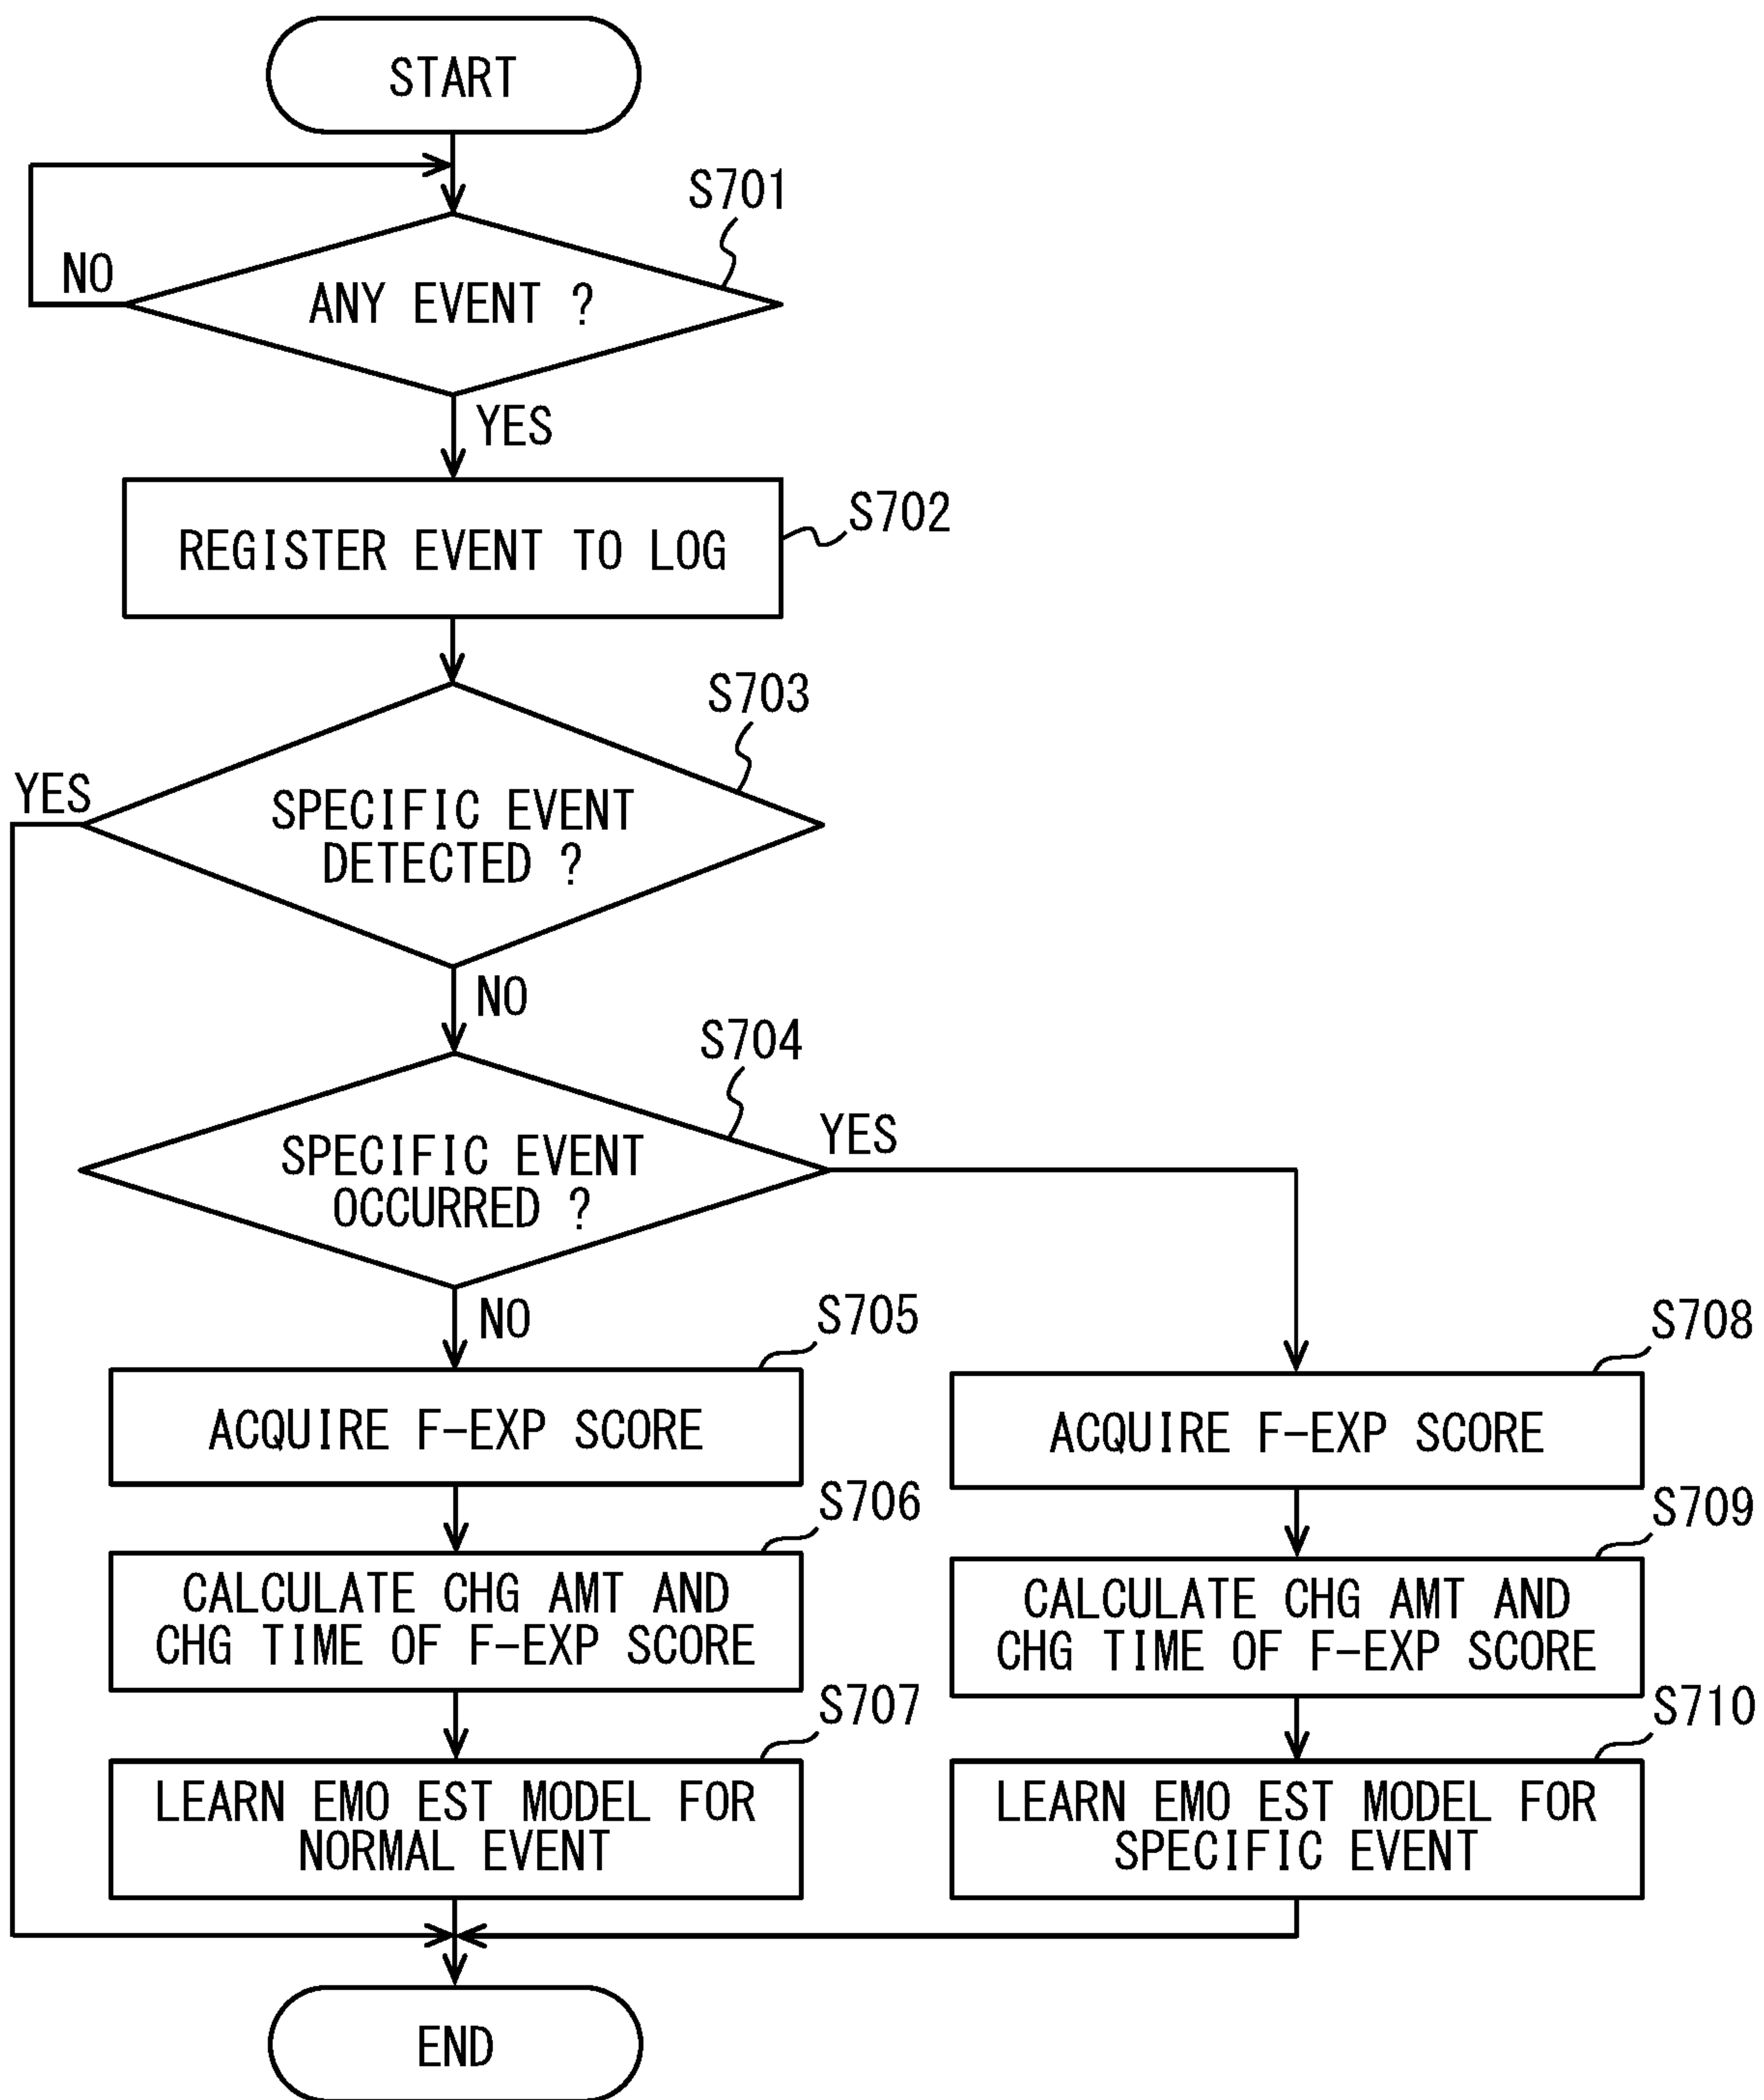 START
S701
NO
ANY EVENT ?
YES
S702
REGISTER EVENT TO LOG
S703
YES
SPECIFIC EVENT
DETECTED ?
NO
S704
YES
SPECIFIC EVENT
OCCURRED ?
NO
S705
ACQUIRE F-EXP SCORE
S706
CALCULATE CHG AMT AND
CHG TIME OF F-EXP SCORE
S707
LEARN EMO EST MODEL FOR
NORMAL EVENT
S708
ACQUIRE F-EXP SCORE
S709
CALCULATE CHG AMT AND
CHG TIME OF F-EXP SCORE
S710
LEARN EMO EST MODEL FOR
SPECIFIC EVENT
END